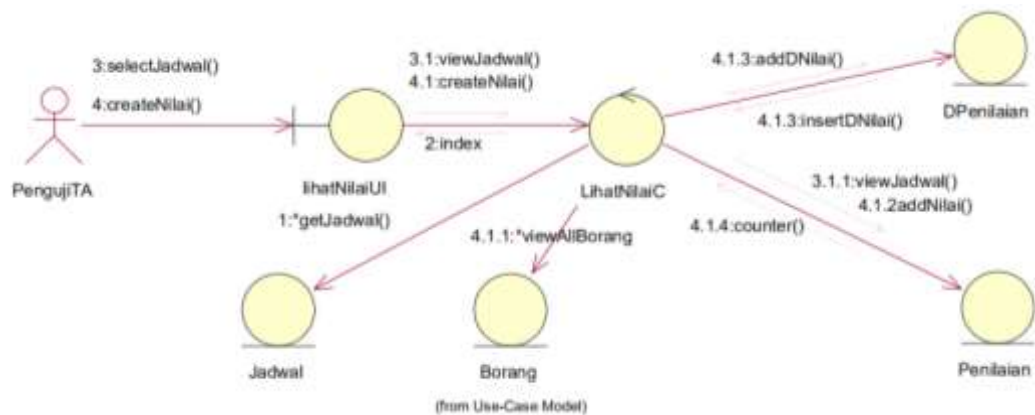 3:selectJadwal()
4:createNilai()
PengujiTA
3.1:viewJadwal()
4.1:createNilai()
2:index
lihatNilaiUI
LihatNilaiC
4.1.3:addDNilai()
4.1.3:insertDNilai()
DPenilaian
1:*getJadwal()
4.1.1:*viewAllBorang
4.1.4:counter()
3.1.1:viewJadwal()
4.1.2addNilai()
Jadwal
Borang
Penilaian
(from Use-Case Model)